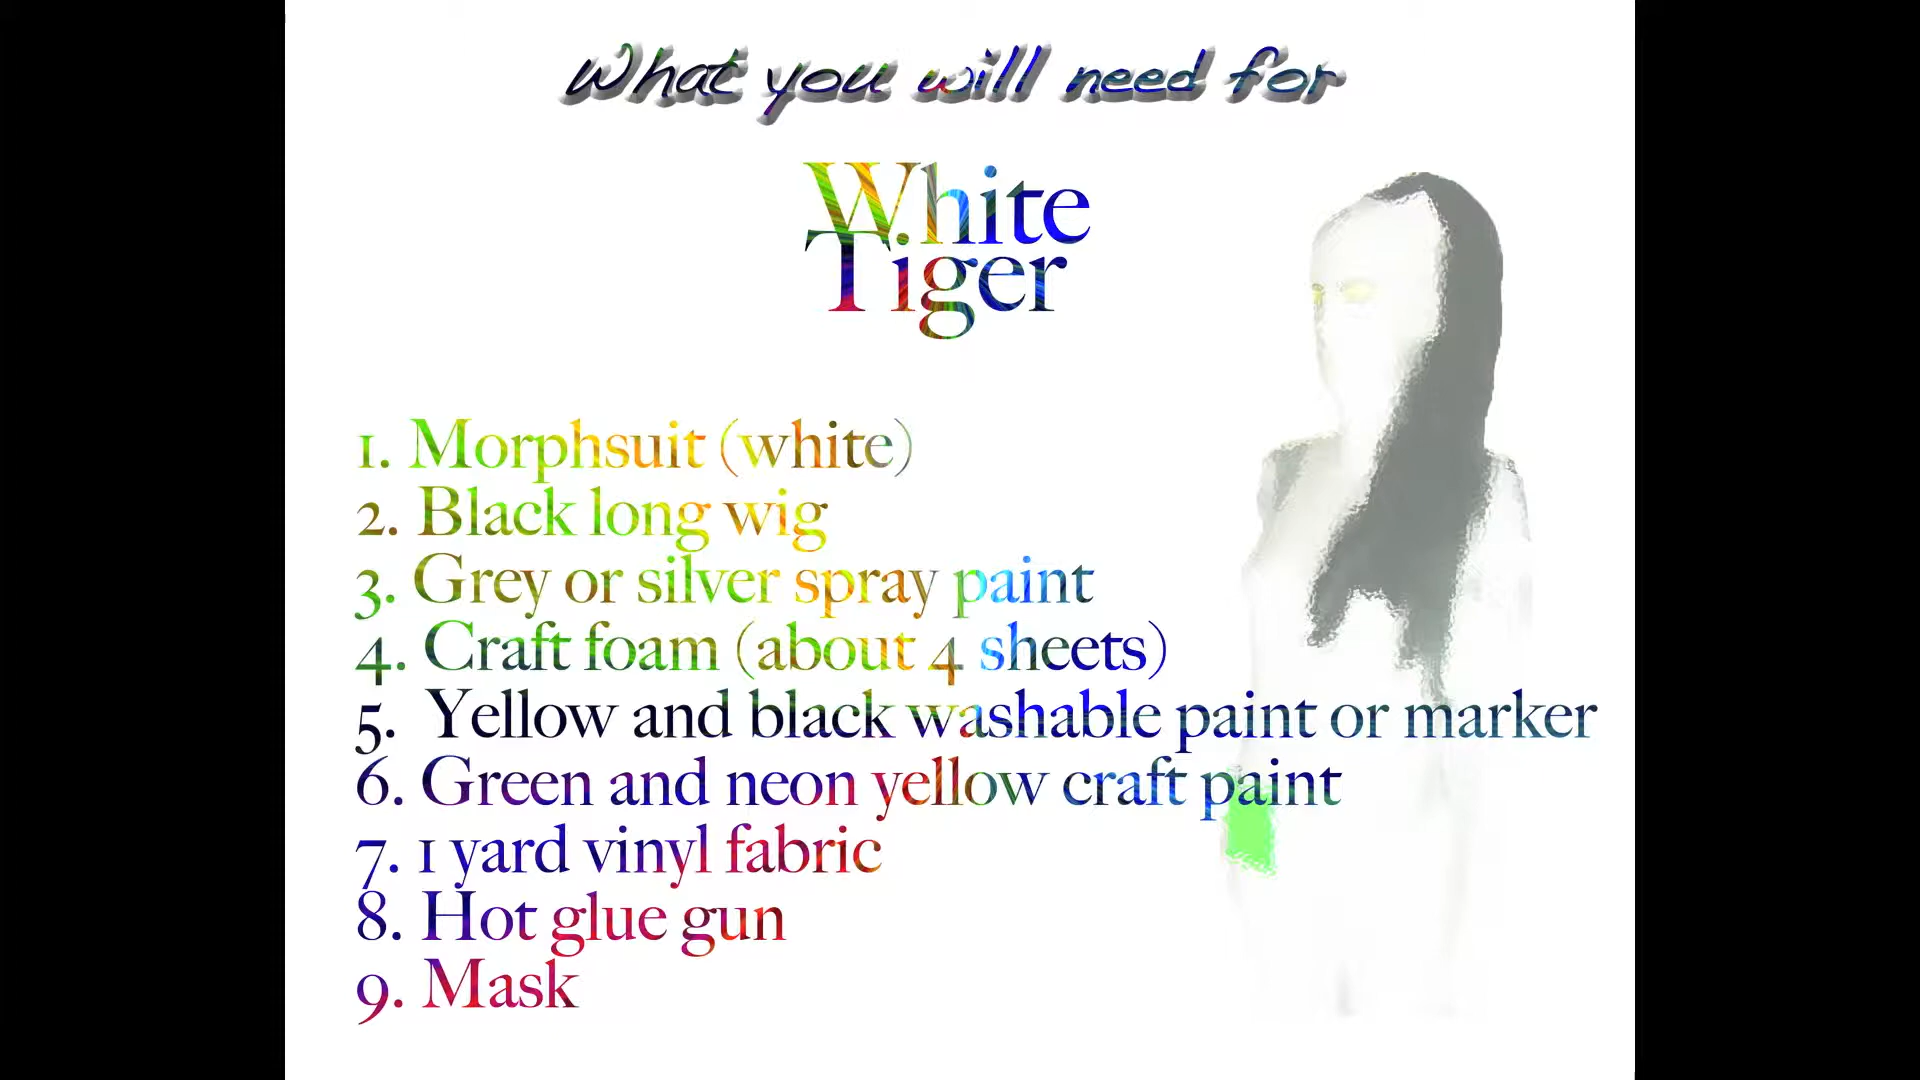 What you will need for
White
Tiger
1. Morphsuit (white)
2. Black long wig
3. Grey or silver spray paint
4. Craft foam (about 4 sheets)
5. Yellow and black washable paint or marker
6. Green and neon yellow craft paint
7. 1 yard vinyl fabric
8. Hot glue gun
9. Mask